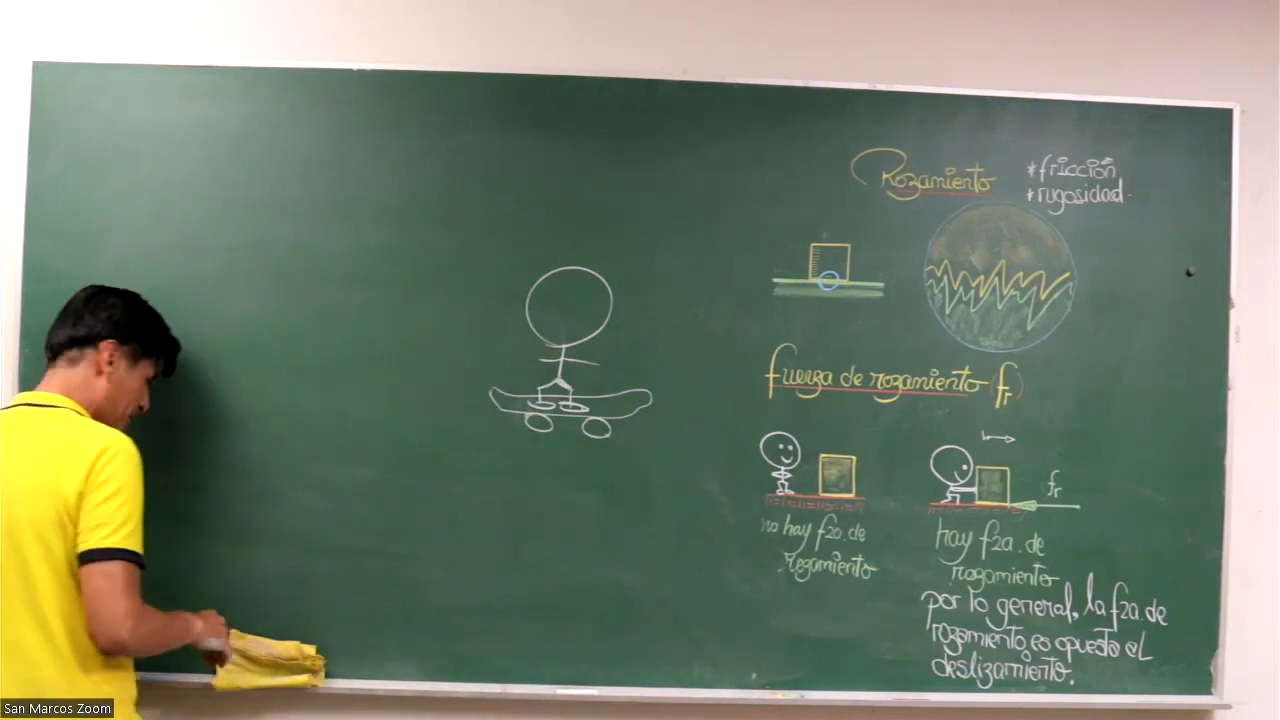 Rozamiento
*fricción
*rugosidad.
fuerza de rozamiento (fr)
no hay fza. de
rozamiento
fr
hay fza. de
rozamiento
por lo general, la fza. de
rozamiento, es opuesta al
deslizamiento.
San Marcos Zoom